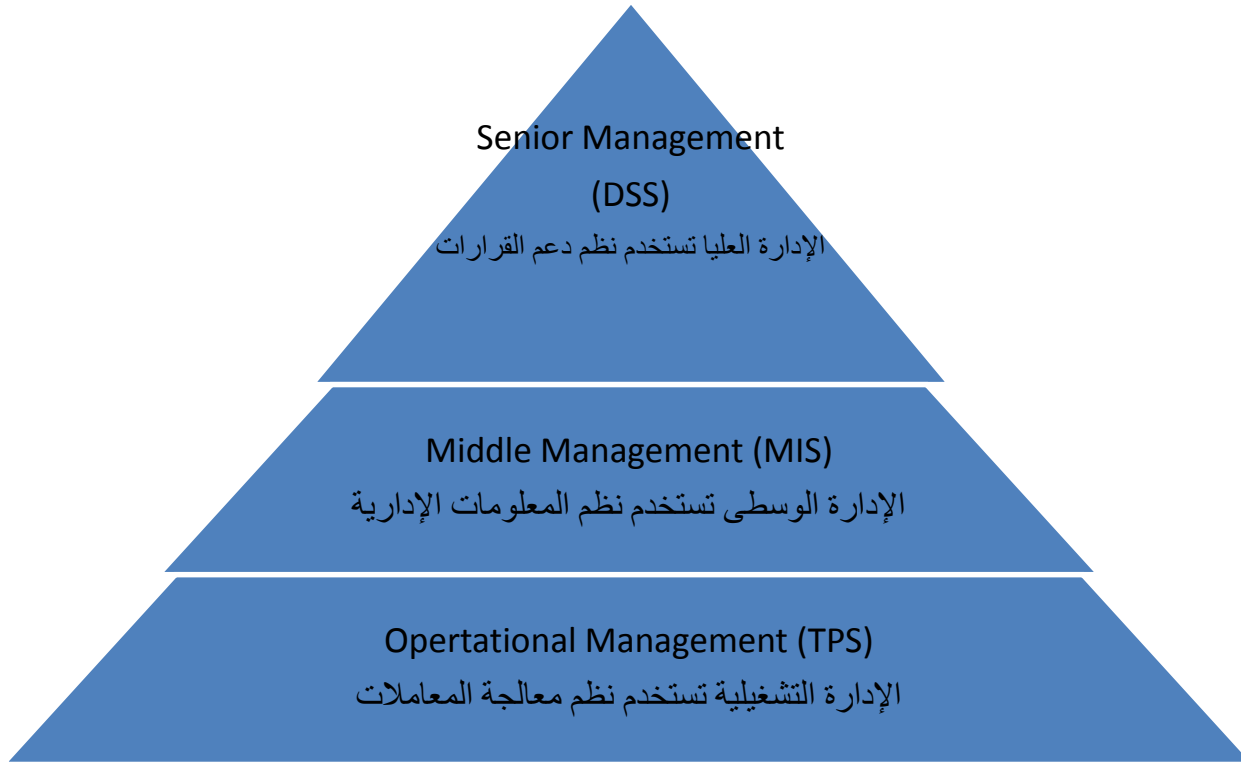 Senior Management
(DSS)
الإدارة العليا تستخدم نظم دعم القرارات
Middle Management (MIS)
الإدارة الوسطى تستخدم نظم المعلومات الإدارية
Opertational Management (TPS)
الإدارة التشغيلية تستخدم نظم معالجة المعاملات